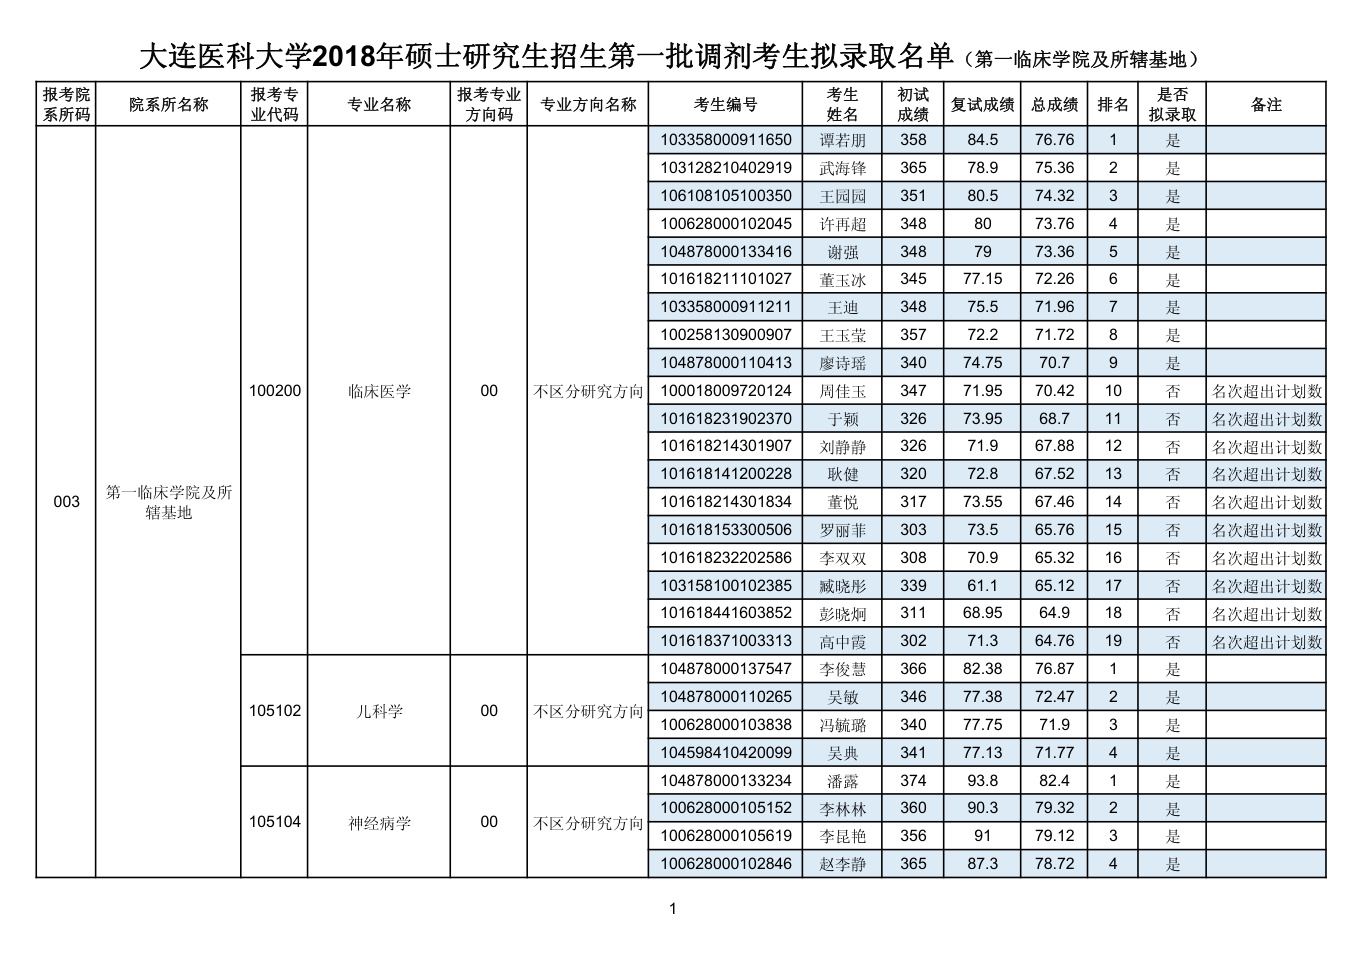 大连医科大学2018年硕士研究生招生第一批调剂考生拟录取名单（第一临床学院及所辖基地）
报考院系所码 院系所名称 报考专业代码 专业名称 报考专业方向码 专业方向名称 考生编号 考生姓名 初试成绩 复试成绩 总成绩 排名 是否拟录取 备注
003 第一临床学院及所辖基地
100200 临床医学 00 不区分研究方向
103358000911650 谭若朋 358 84.5 76.76 1 是
103128210402919 武海锋 365 78.9 75.36 2 是
106108105100350 王园园 351 80.5 74.32 3 是
100628000102045 许再超 348 80 73.76 4 是
104878000133416 谢强 348 79 73.36 5 是
101618211101027 董玉冰 345 77.15 72.26 6 是
103358000911211 王迪 348 75.5 71.96 7 是
100258130900907 王玉莹 357 72.2 71.72 8 是
104878000110413 廖诗瑶 340 74.75 70.7 9 是
100018009720124 周佳玉 347 71.95 70.42 10 否 名次超出计划数
101618231902370 于颖 326 73.95 68.7 11 否 名次超出计划数
101618214301907 刘静静 326 71.9 67.88 12 否 名次超出计划数
101618141200228 耿健 320 72.8 67.52 13 否 名次超出计划数
101618214301834 董悦 317 73.55 67.46 14 否 名次超出计划数
101618153300506 罗丽菲 303 73.5 65.76 15 否 名次超出计划数
101618232202586 李双双 308 70.9 65.32 16 否 名次超出计划数
103158100102385 臧晓彤 339 61.1 65.12 17 否 名次超出计划数
101618441603852 彭晓炯 311 68.95 64.9 18 否 名次超出计划数
101618371003313 高中霞 302 71.3 64.76 19 否 名次超出计划数
105102 儿科学 00 不区分研究方向
104878000137547 李俊慧 366 82.38 76.87 1 是
104878000110265 吴敏 346 77.38 72.47 2 是
100628000103838 冯毓璐 340 77.75 71.9 3 是
104598410420099 吴典 341 77.13 71.77 4 是
105104 神经病学 00 不区分研究方向
104878000133234 潘露 374 93.8 82.4 1 是
100628000105152 李林林 360 90.3 79.32 2 是
100628000105619 李昆艳 356 91 79.12 3 是
100628000102846 赵李静 365 87.3 78.72 4 是
1